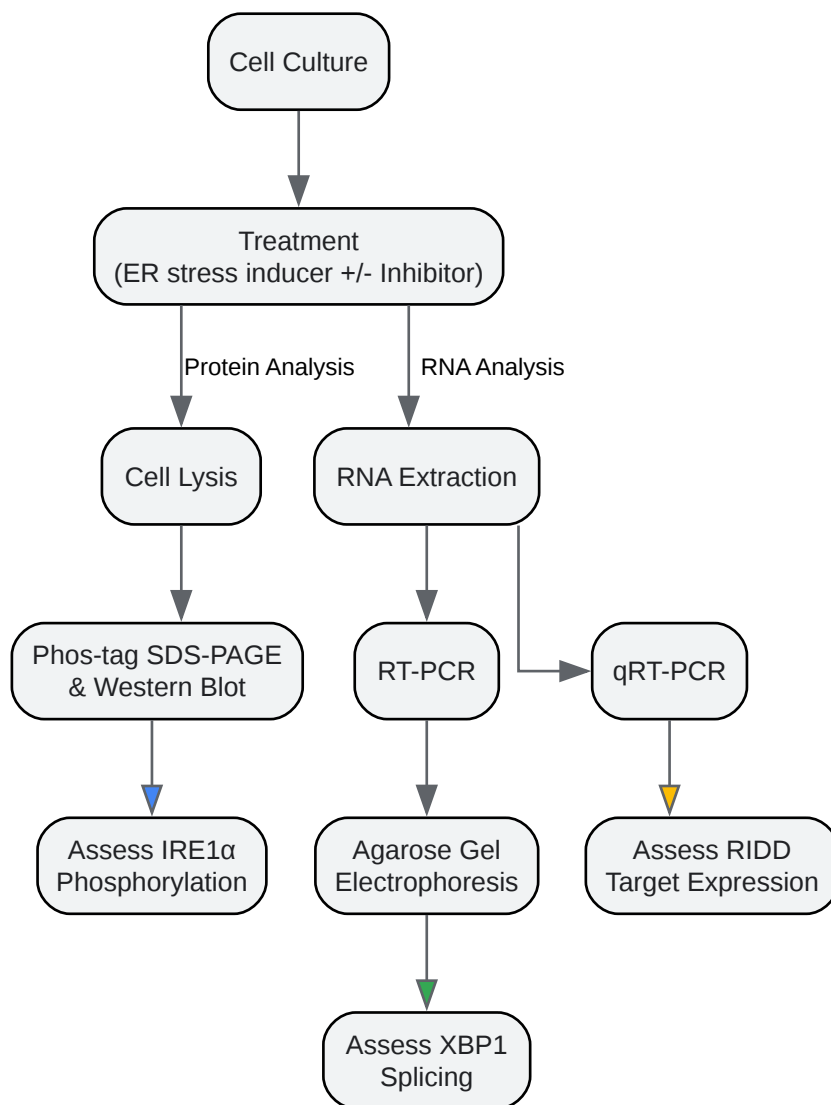 Cell Culture
Treatment
(ER stress inducer +/- Inhibitor)
Protein Analysis
RNA Analysis
Cell Lysis
RNA Extraction
Phos-tag SDS-PAGE
& Western Blot
RT-PCR
qRT-PCR
Assess IRE1α
Phosphorylation
Agarose Gel
Electrophoresis
Assess RIDD
Target Expression
Assess XBP1
Splicing